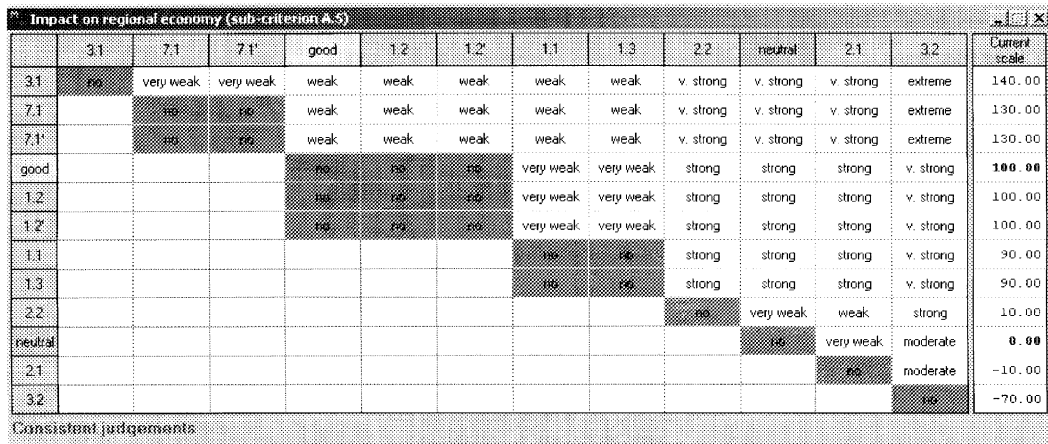 Impact on regional economy (sub-criterion A.5)
3.1 7.1 7.1' good 1.2 1.2' 1.1 1.3 2.2 neutral 2.1 3.2 Current scale
3.1 no very weak very weak weak weak weak weak weak v. strong v. strong v. strong extreme 140.00
7.1 no no weak weak weak weak weak v. strong v. strong v. strong extreme 130.00
7.1' no no weak weak weak weak weak v. strong v. strong v. strong extreme 130.00
good no no no very weak very weak strong strong strong v. strong 100.00
1.2 no no no very weak very weak strong strong strong v. strong 100.00
1.2' no no no very weak very weak strong strong strong v. strong 100.00
1.1 no no strong strong strong v. strong 90.00
1.3 no no strong strong strong v. strong 90.00
2.2 no very weak weak strong 10.00
neutral no very weak moderate 0.00
2.1 no moderate -10.00
3.2 no -70.00
Consistent judgements